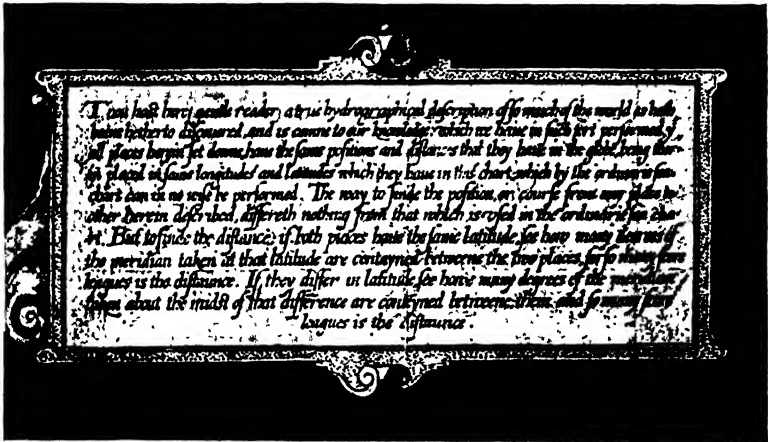 Thou hast here, gentle reader, a true hydrographical description of so much of the world as hath
beene hetherto discouered, and is comne to our knowledge: which we haue in such sort performed, yt
all places herein set downe, haue the same positions and distances that they haue in the globe, being ther
in placed in same longitudes and latitudes which they haue in this chart, which by the ordinarie sea
chart can in no wise be performed. The way to finde the position, or course from any place to
other herein described, differeth nothing from that which is vsed in the ordinarie sea char
t. But to finde the distance; if both places haue the same latitude, see how many degrees of
the meridian taken at that latitude are conteyned betweene the two places, for so many score
leagues is the distaunce. If they differ in latitude, see howe many degrees of the meridian
taken about the midst of that difference are conteyned betweene them, and so many score
leagues is the distaunce.